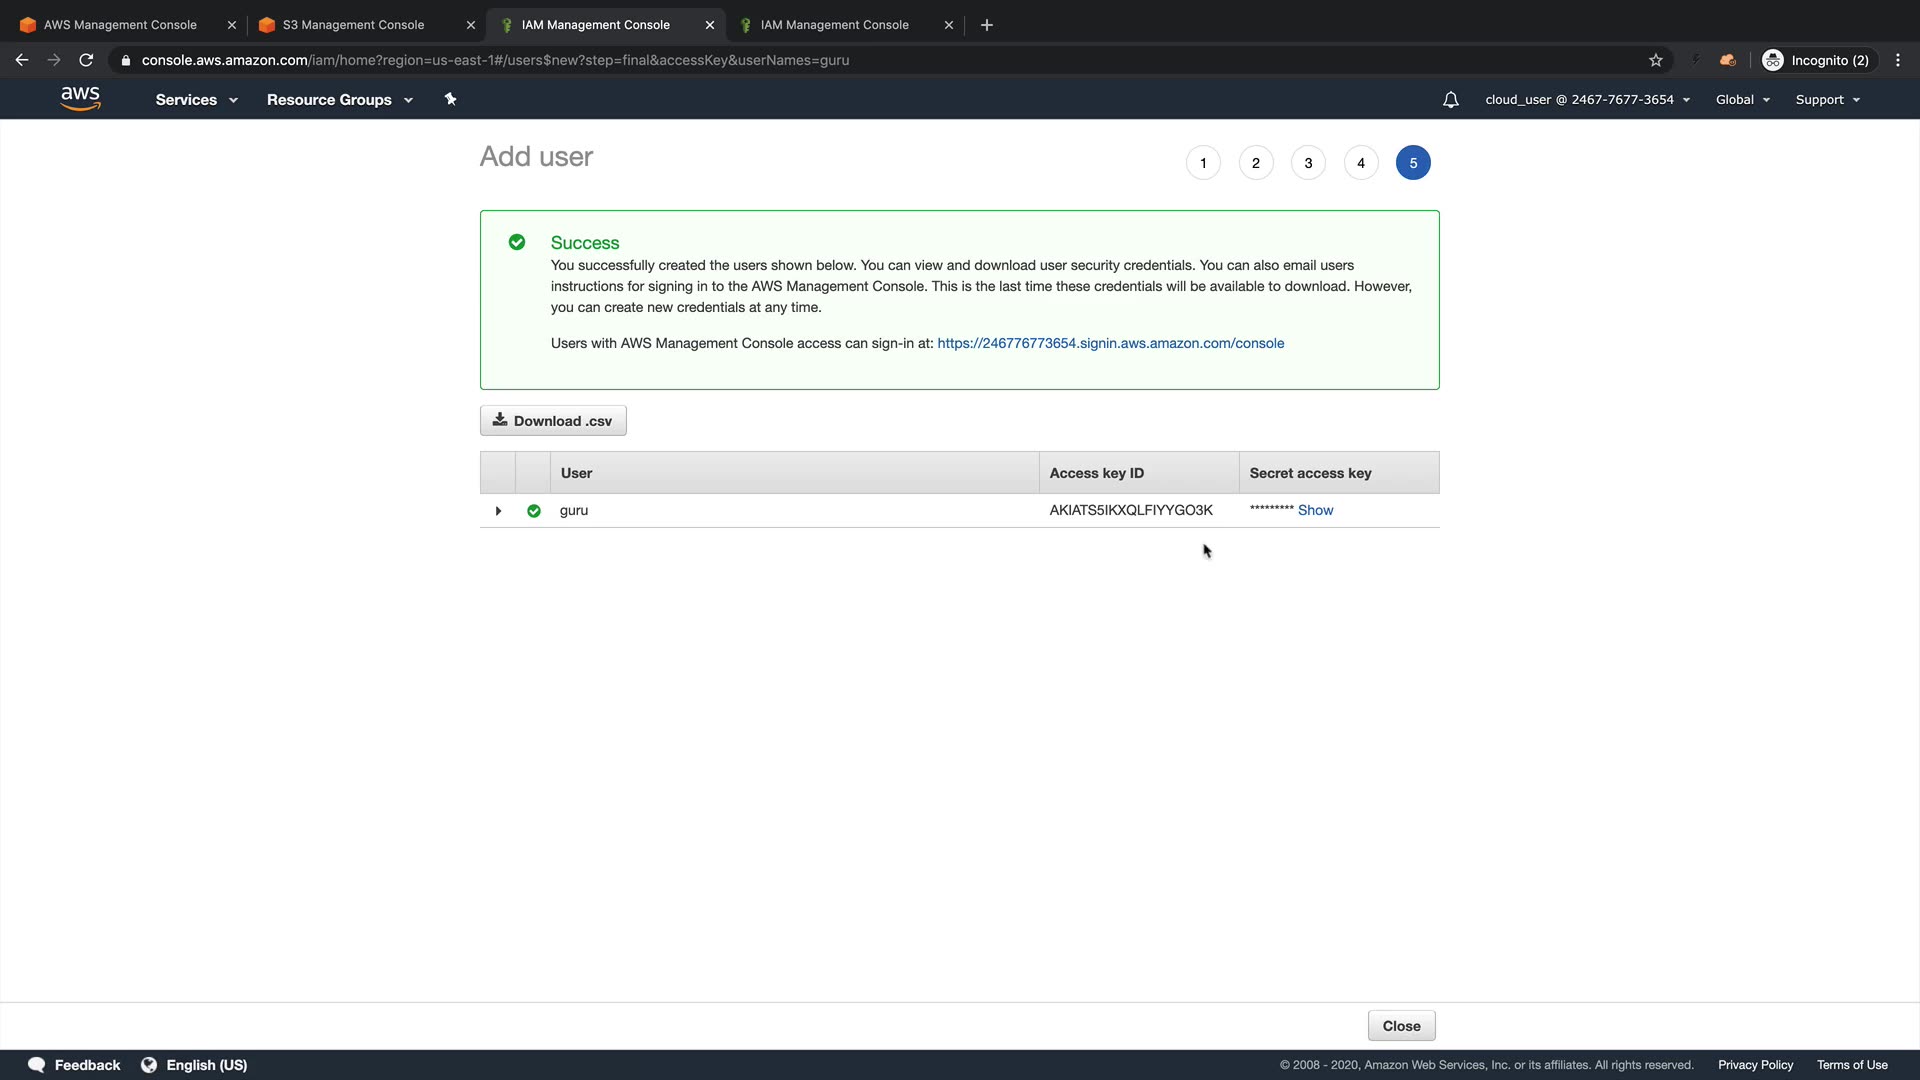 AWS Management Console
S3 Management Console
IAM Management Console
IAM Management Console
console.aws.amazon.com/iam/home?region=us-east-1#/users$new?step=final&accessKey&userNames=guru
Incognito (2)
aws
Services
Resource Groups
cloud_user @ 2467-7677-3654
Global
Support
Add user
1
2
3
4
5
Success
You successfully created the users shown below. You can view and download user security credentials. You can also email users
instructions for signing in to the AWS Management Console. This is the last time these credentials will be available to download. However,
you can create new credentials at any time.
Users with AWS Management Console access can sign-in at: https://246776773654.signin.aws.amazon.com/console
Download .csv
User
Access key ID
Secret access key
guru
AKIATS5IKXQLFIYYGO3K
********* Show
Close
Feedback
English (US)
© 2008 - 2020, Amazon Web Services, Inc. or its affiliates. All rights reserved.
Privacy Policy
Terms of Use